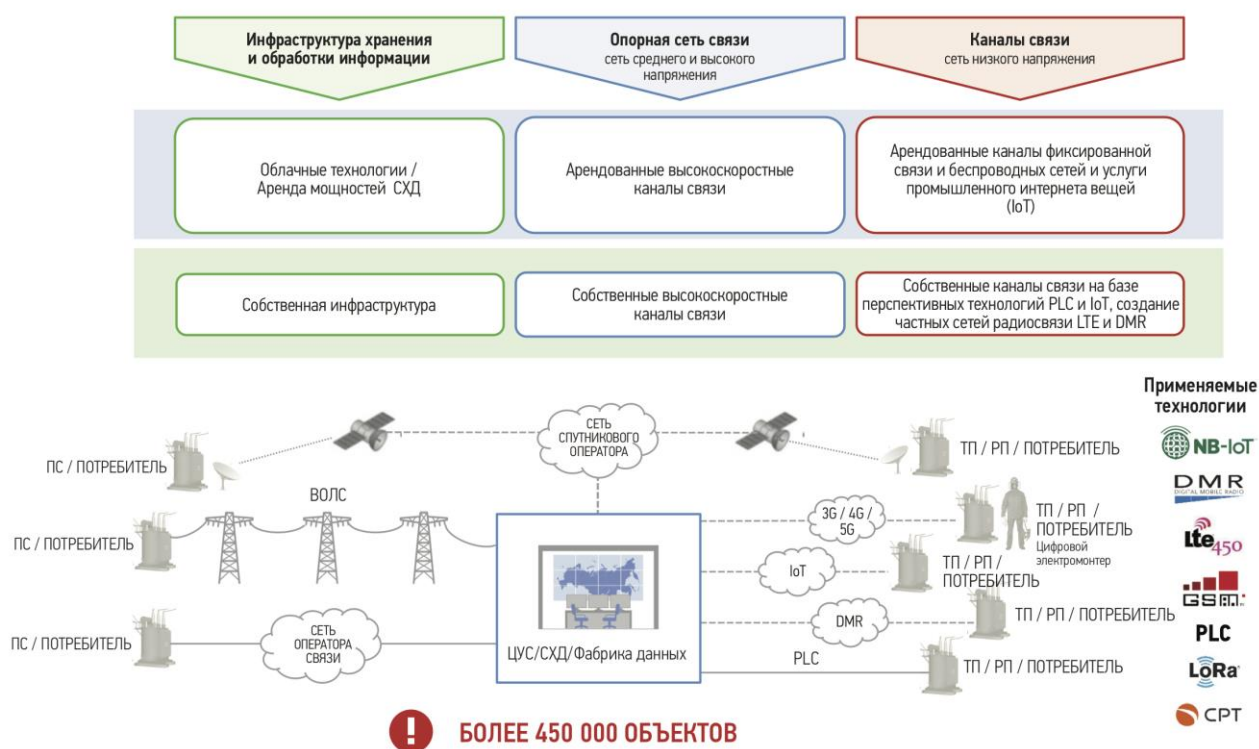 Инфраструктура хранения
и обработки информации
Опорная сеть связи
сеть среднего и высокого
напряжения
Каналы связи
сеть низкого напряжения
Облачные технологии /
Аренда мощностей СХД
Арендованные высокоскоростные
каналы связи
Арендованные каналы фиксированной
связи и беспроводных сетей и услуги
промышленного интернета вещей
(IoT)
Собственная инфраструктура
Собственные высокоскоростные
каналы связи
Собственные каналы связи на базе
перспективных технологий PLC и IoT, создание
частных сетей радиосвязи LTE и DMR
Применяемые
технологии
NB-IoT
DMR
DIGITAL MOBILE RADIO
Lte450
GSM
PLC
LoRa
СРТ
ПС / ПОТРЕБИТЕЛЬ
СЕТЬ
СПУТНИКОВОГО
ОПЕРАТОРА
ТП / РП / ПОТРЕБИТЕЛЬ
ПС / ПОТРЕБИТЕЛЬ
ВОЛС
3G / 4G /
5G
ТП / РП /
ПОТРЕБИТЕЛЬ
Цифровой
электромонтер
IoT
ТП / РП /
ПОТРЕБИТЕЛЬ
ПС / ПОТРЕБИТЕЛЬ
СЕТЬ
ОПЕРАТОРА
СВЯЗИ
ЦУС/СХД/Фабрика данных
DMR
ТП / РП / ПОТРЕБИТЕЛЬ
PLC
ТП / РП / ПОТРЕБИТЕЛЬ
! БОЛЕЕ 450 000 ОБЪЕКТОВ